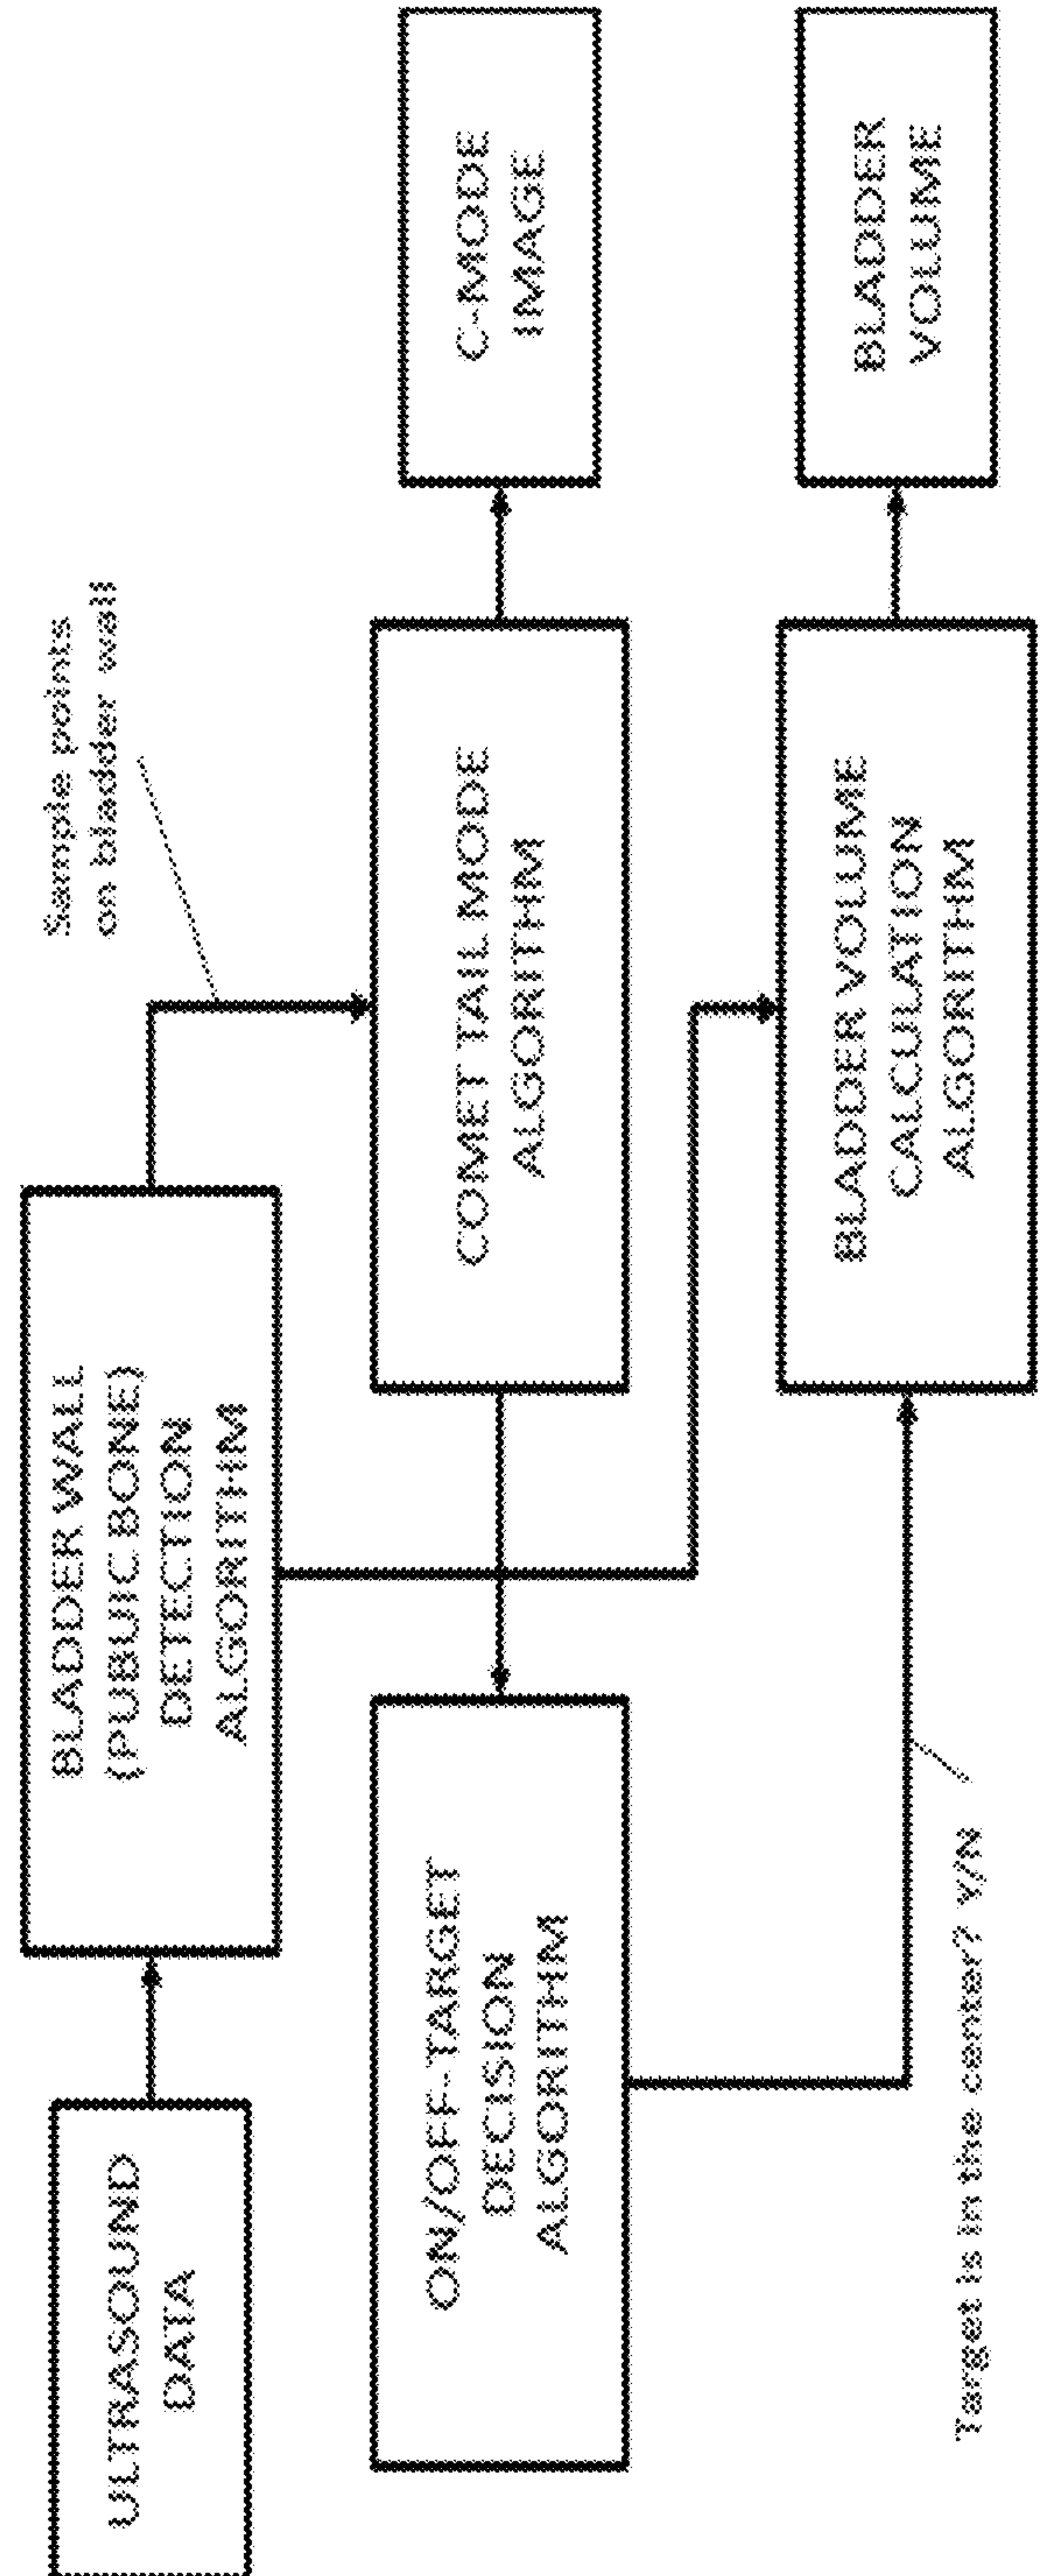 ULTRASOUND
DATA
BLADDER WALL
(PUBUIC BONE)
DETECTION
ALGORITHM
Sample points
on bladder wall
ON/OFF-TARGET
DECISION
ALGORITHM
COMET TAIL MODE
ALGORITHM
C-MODE
IMAGE
Target is in the center? Y/N
BLADDER VOLUME
CALCULATION
ALGORITHM
BLADDER
VOLUME